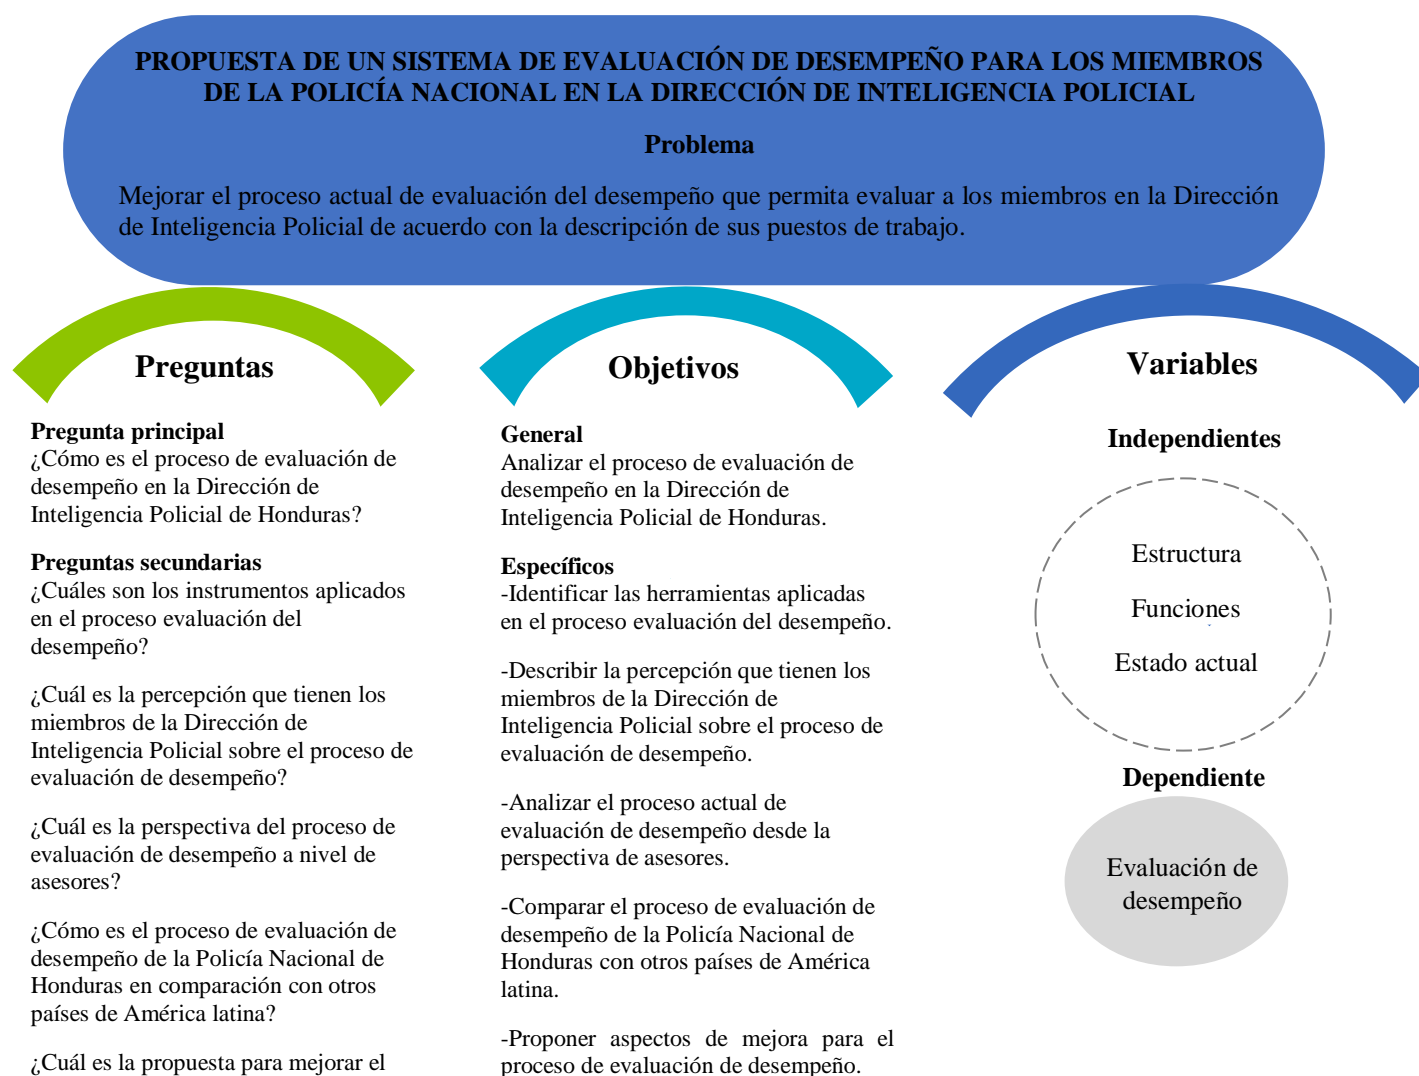 PROPUESTA DE UN SISTEMA DE EVALUACIÓN DE DESEMPEÑO PARA LOS MIEMBROS
DE LA POLICÍA NACIONAL EN LA DIRECCIÓN DE INTELIGENCIA POLICIAL
Problema
Mejorar el proceso actual de evaluación del desempeño que permita evaluar a los miembros en la Dirección
de Inteligencia Policial de acuerdo con la descripción de sus puestos de trabajo.
Preguntas
Pregunta principal
¿Cómo es el proceso de evaluación de
desempeño en la Dirección de
Inteligencia Policial de Honduras?
Preguntas secundarias
¿Cuáles son los instrumentos aplicados
en el proceso evaluación del
desempeño?
¿Cuál es la percepción que tienen los
miembros de la Dirección de
Inteligencia Policial sobre el proceso de
evaluación de desempeño?
¿Cuál es la perspectiva del proceso de
evaluación de desempeño a nivel de
asesores?
¿Cómo es el proceso de evaluación de
desempeño de la Policía Nacional de
Honduras en comparación con otros
países de América latina?
¿Cuál es la propuesta para mejorar el
Objetivos
General
Analizar el proceso de evaluación de
desempeño en la Dirección de
Inteligencia Policial de Honduras.
Específicos
-Identificar las herramientas aplicadas
en el proceso evaluación del desempeño.
-Describir la percepción que tienen los
miembros de la Dirección de
Inteligencia Policial sobre el proceso de
evaluación de desempeño.
-Analizar el proceso actual de
evaluación de desempeño desde la
perspectiva de asesores.
-Comparar el proceso de evaluación de
desempeño de la Policía Nacional de
Honduras con otros países de América
latina.
-Proponer aspectos de mejora para el
proceso de evaluación de desempeño.
Variables
Independientes
Estructura
Funciones
Estado actual
Dependiente
Evaluación de
desempeño